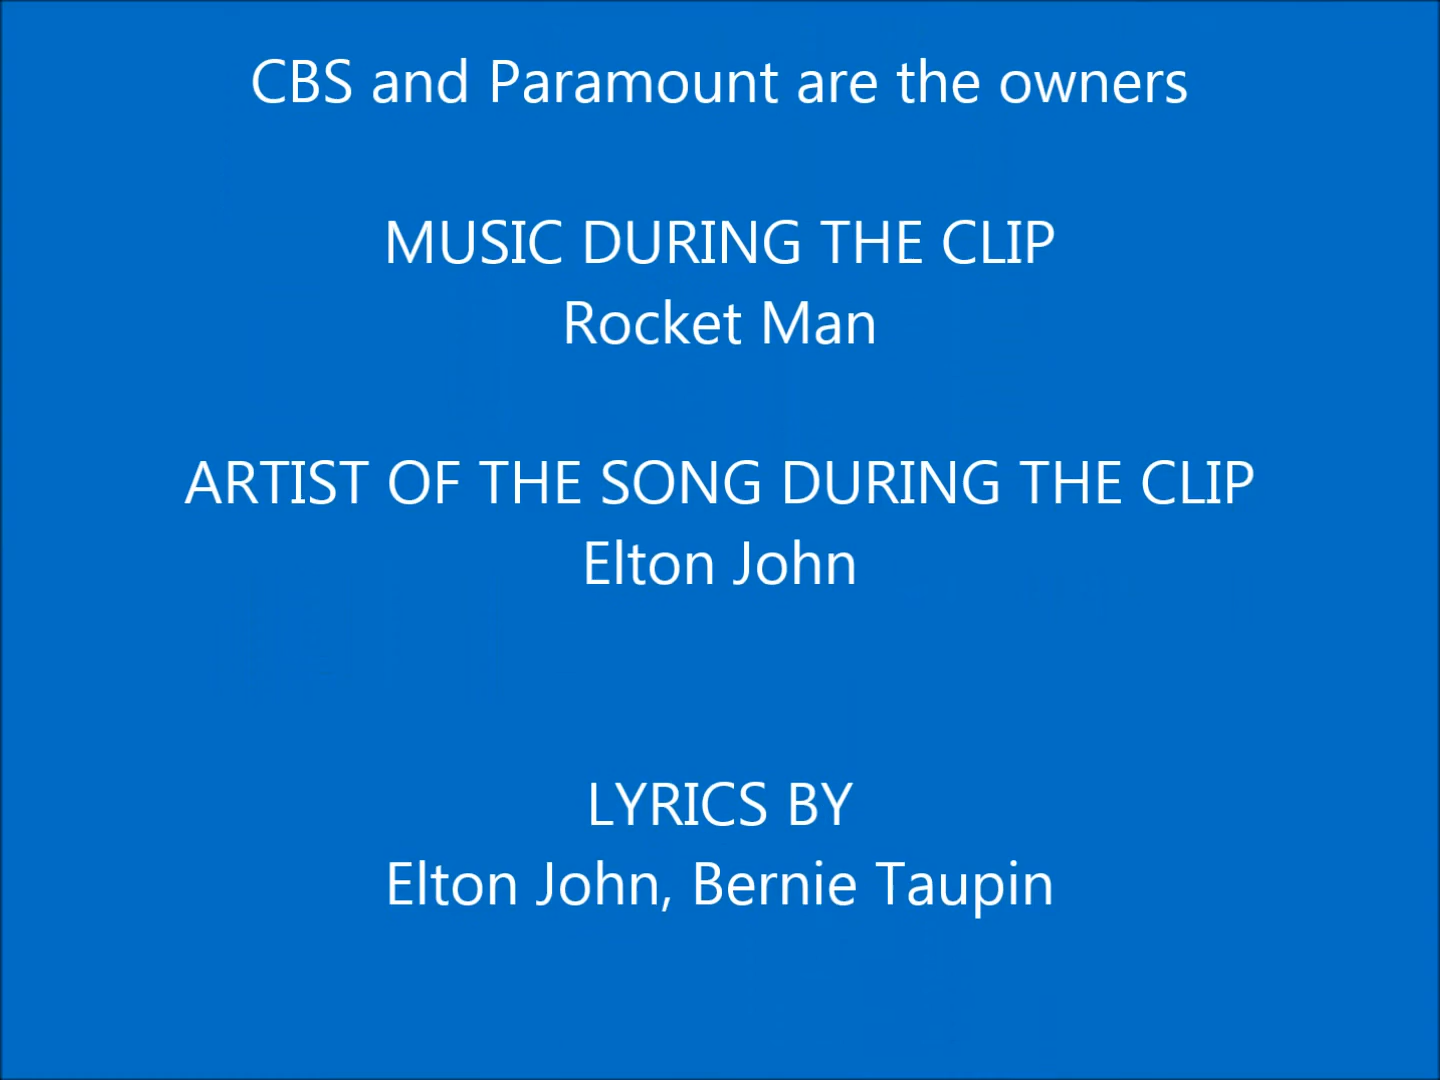 CBS and Paramount are the owners
MUSIC DURING THE CLIP
Rocket Man
ARTIST OF THE SONG DURING THE CLIP
Elton John
LYRICS BY
Elton John, Bernie Taupin